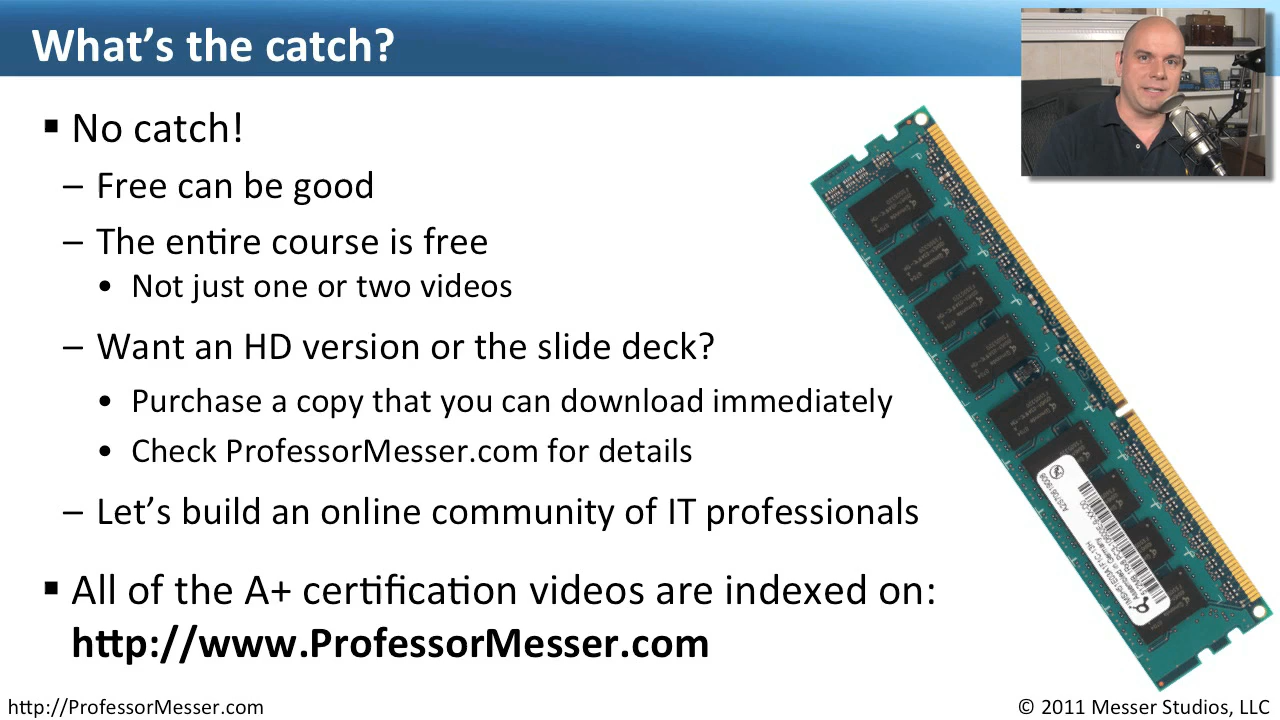 What's the catch?
▪ No catch!
– Free can be good
– The entire course is free
• Not just one or two videos
– Want an HD version or the slide deck?
• Purchase a copy that you can download immediately
• Check ProfessorMesser.com for details
– Let's build an online community of IT professionals
▪ All of the A+ certification videos are indexed on:
http://www.ProfessorMesser.com
http://ProfessorMesser.com
© 2011 Messer Studios, LLC